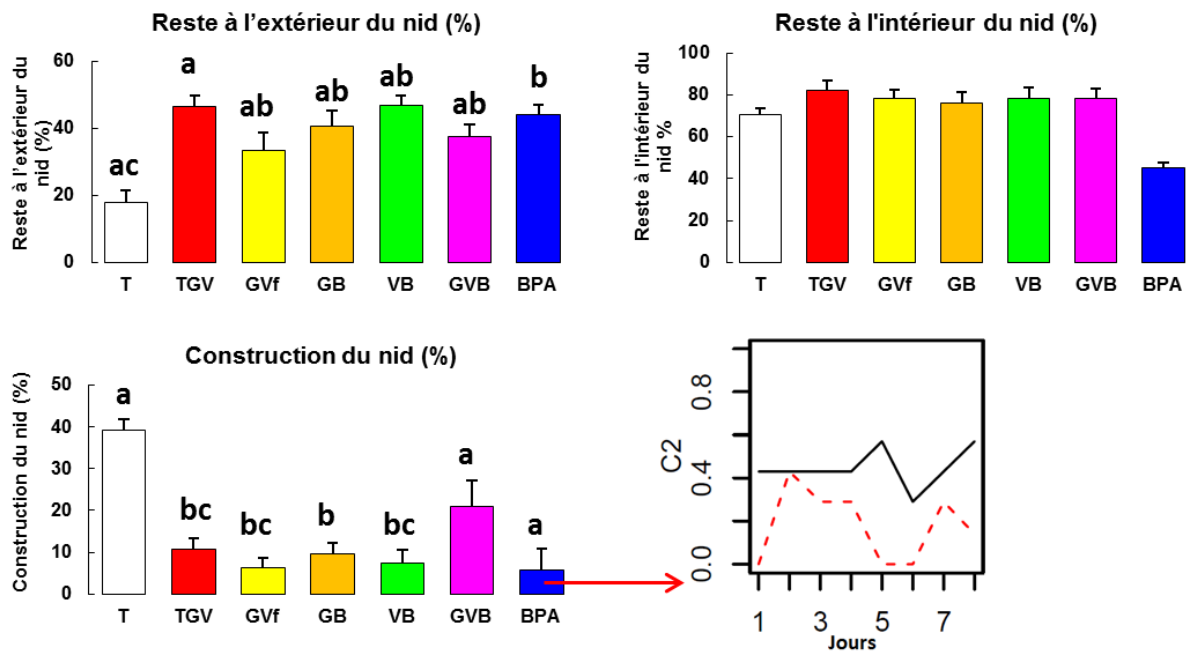 Reste à l’extérieur du nid (%)
Reste à l’extérieur du
nid (%)
60
40
20
0
ac
a
ab
ab
ab
ab
b
T TGV GVf GB VB GVB BPA
Reste à l'intérieur du nid (%)
Reste à l'intérieur du
nid %
100
80
60
40
20
0
T TGV GVf GB VB GVB BPA
Construction du nid (%)
Construction du nid (%)
50
40
30
20
10
0
a
bc
bc
b
bc
a
a
T TGV GVf GB VB GVB BPA
C2
0.8
0.4
0.0
1 3 5 7
Jours